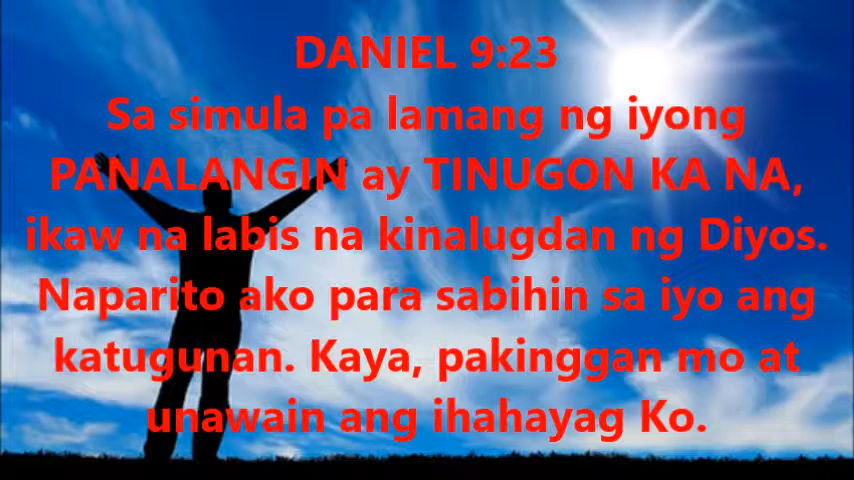 DANIEL 9:23
Sa simula pa lamang ng iyong
PANALANGIN ay TINUGON KA NA,
ikaw na labis na kinalugdan ng Diyos.
Naparito ako para sabihin sa iyo ang
katugunan. Kaya, pakinggan mo at
unawain ang ihahayag Ko.